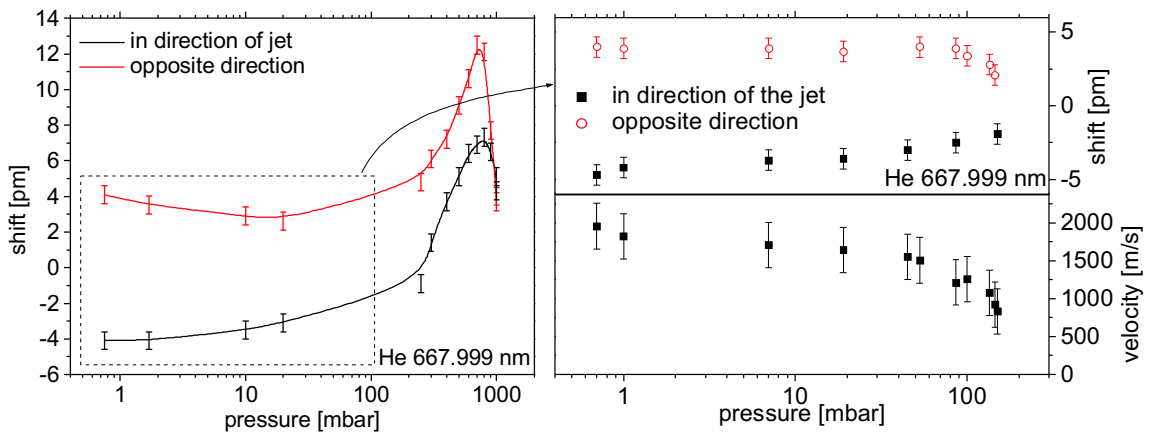 14
12
10
8
6
4
2
0
-2
-4
-6
shift [pm]
in direction of jet
opposite direction
He 667.999 nm
1
10
100
1000
pressure [mbar]
in direction of the jet
opposite direction
He 667.999 nm
5
0
-5
shift [pm]
2000
1500
1000
500
0
velocity [m/s]
1
10
100
pressure [mbar]